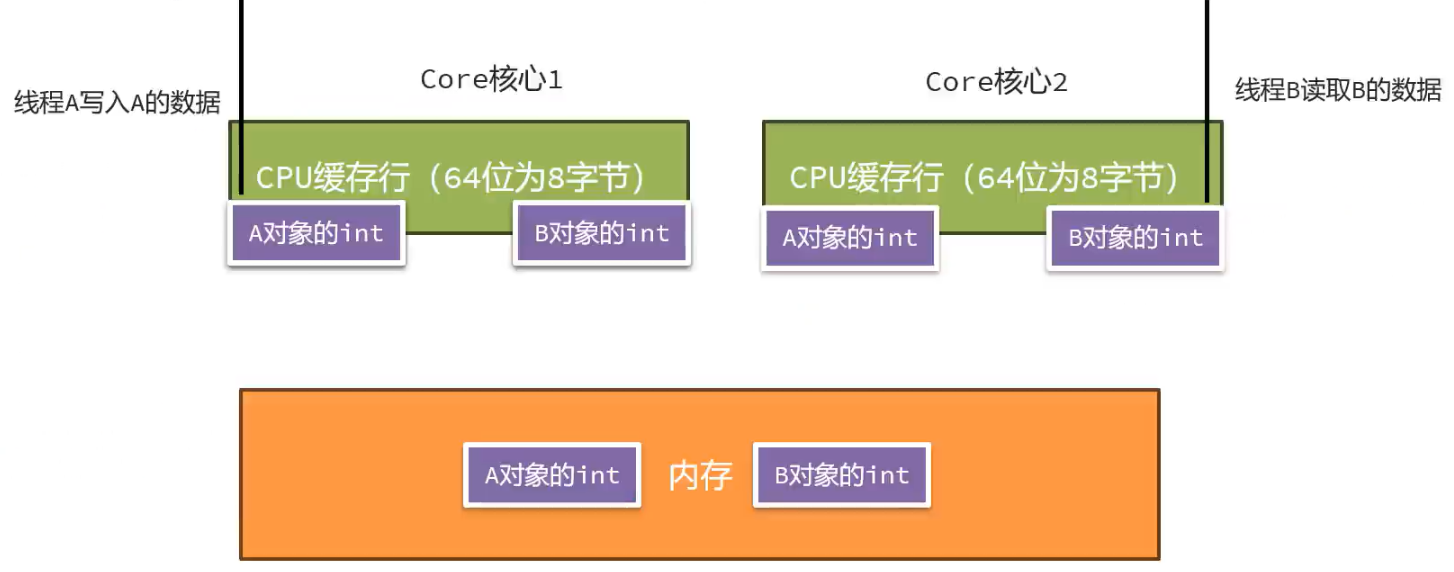 Core核心1
Core核心2
线程A写入A的数据
线程B读取B的数据
CPU缓存行（64位为8字节）
CPU缓存行（64位为8字节）
A对象的int
B对象的int
A对象的int
B对象的int
A对象的int
内存
B对象的int